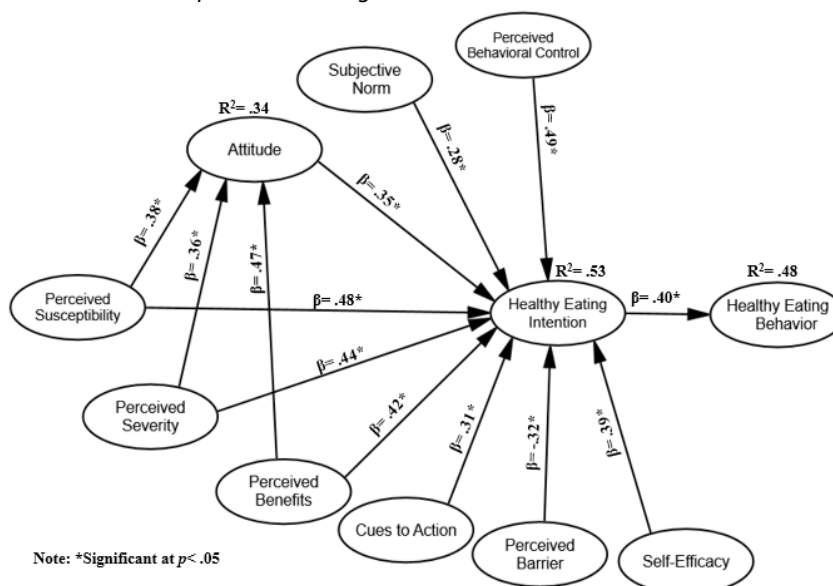 Perceived
Behavioral Control
Subjective
Norm
R²= .34
Attitude
β= .49*
β= .28*
β= .35*
β= .38*
β= .36*
β= .47*
R²= .53
R²= .48
Perceived
Susceptibility
β= .48*
Healthy Eating
Intention
β= .40*
Healthy Eating
Behavior
β= .44*
Perceived
Severity
β= .42*
β= .31*
β= -.32*
β= .39*
Perceived
Benefits
Cues to Action
Perceived
Barrier
Self-Efficacy
Note: *Significant at p< .05